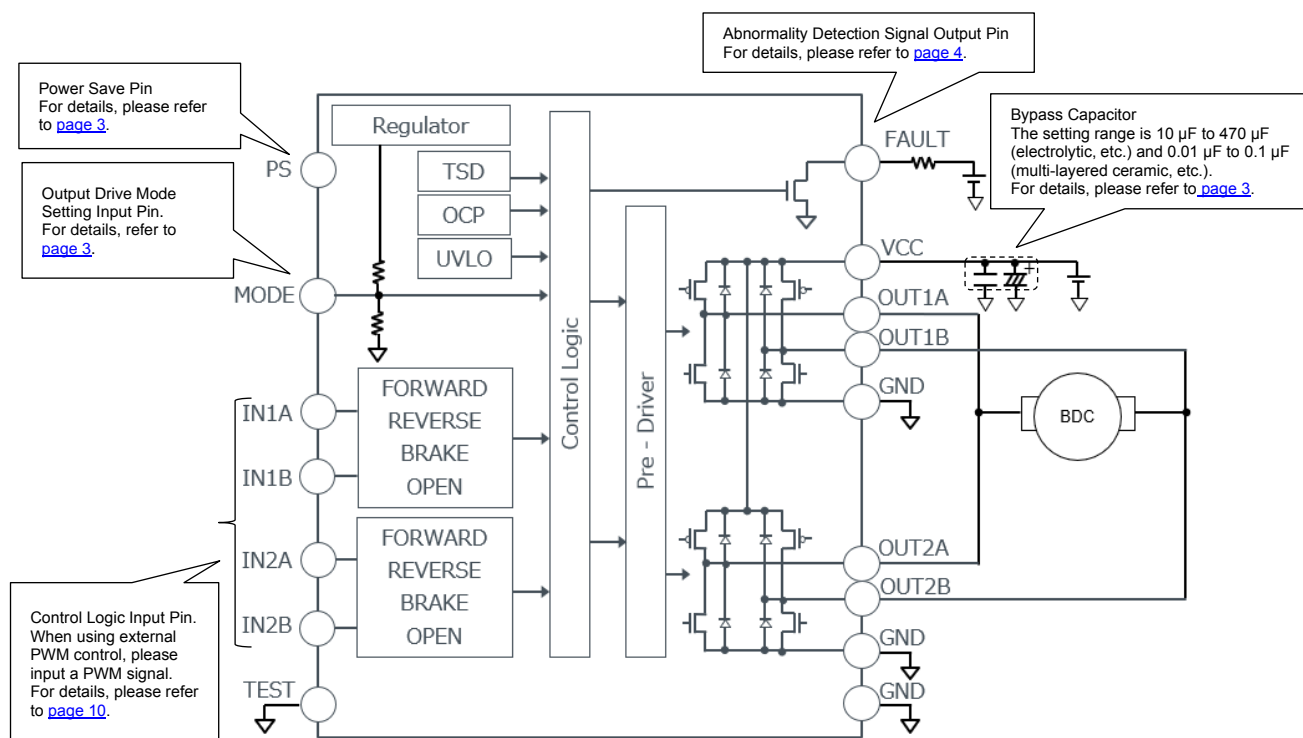 Abnormality Detection Signal Output Pin
For details, please refer to page 4.
Power Save Pin
For details, please refer
to page 3.
Output Drive Mode
Setting Input Pin.
For details, refer to
page 3.
Bypass Capacitor
The setting range is 10 µF to 470 µF
(electrolytic, etc.) and 0.01 µF to 0.1 µF
(multi-layered ceramic, etc.).
For details, please refer to page 3.
Control Logic Input Pin.
When using external
PWM control, please
input a PWM signal.
For details, please refer
to page 10.
PS
MODE
IN1A
IN1B
IN2A
IN2B
TEST
Regulator
TSD
OCP
UVLO
FORWARD
REVERSE
BRAKE
OPEN
FORWARD
REVERSE
BRAKE
OPEN
Control Logic
Pre - Driver
FAULT
VCC
+
OUT1A
OUT1B
GND
BDC
OUT2A
OUT2B
GND
GND